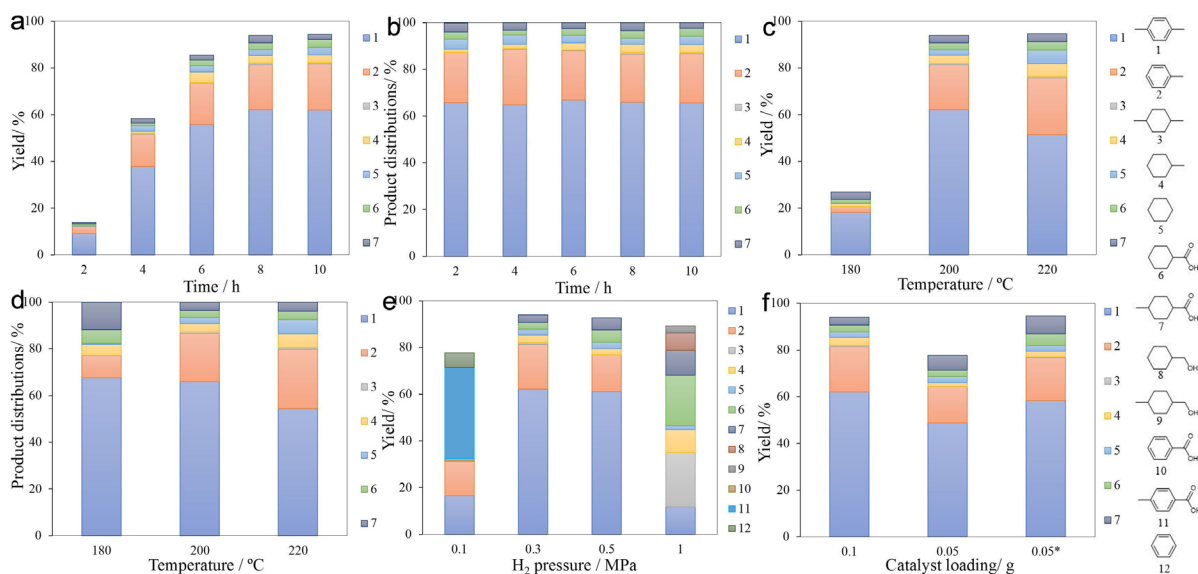 a
Yield/ %
100
80
60
40
20
0
2 4 6 8 10
Time / h
1
2
3
4
5
6
7
b
Product distributions/ %
100
80
60
40
20
0
2 4 6 8 10
Time / h
1
2
3
4
5
6
7
c
Yield / %
100
80
60
40
20
0
180 200 220
Temperature / ºC
1
2
3
4
5
6
7
d
Product distributions/ %
100
80
60
40
20
0
180 200 220
Temperature / ºC
1
2
3
4
5
6
7
e
Yield/ %
100
80
60
40
20
0
0.1 0.3 0.5 1
H₂ pressure / MPa
1
2
3
4
5
6
7
8
9
10
11
12
f
Yield/ %
100
80
60
40
20
0
0.1 0.05 0.05*
Catalyst loading/ g
1
2
3
4
5
6
7
1
2
3
4
5
O
OH
6
O
OH
7
OH
8
OH
9
O
OH
10
O
OH
11
12